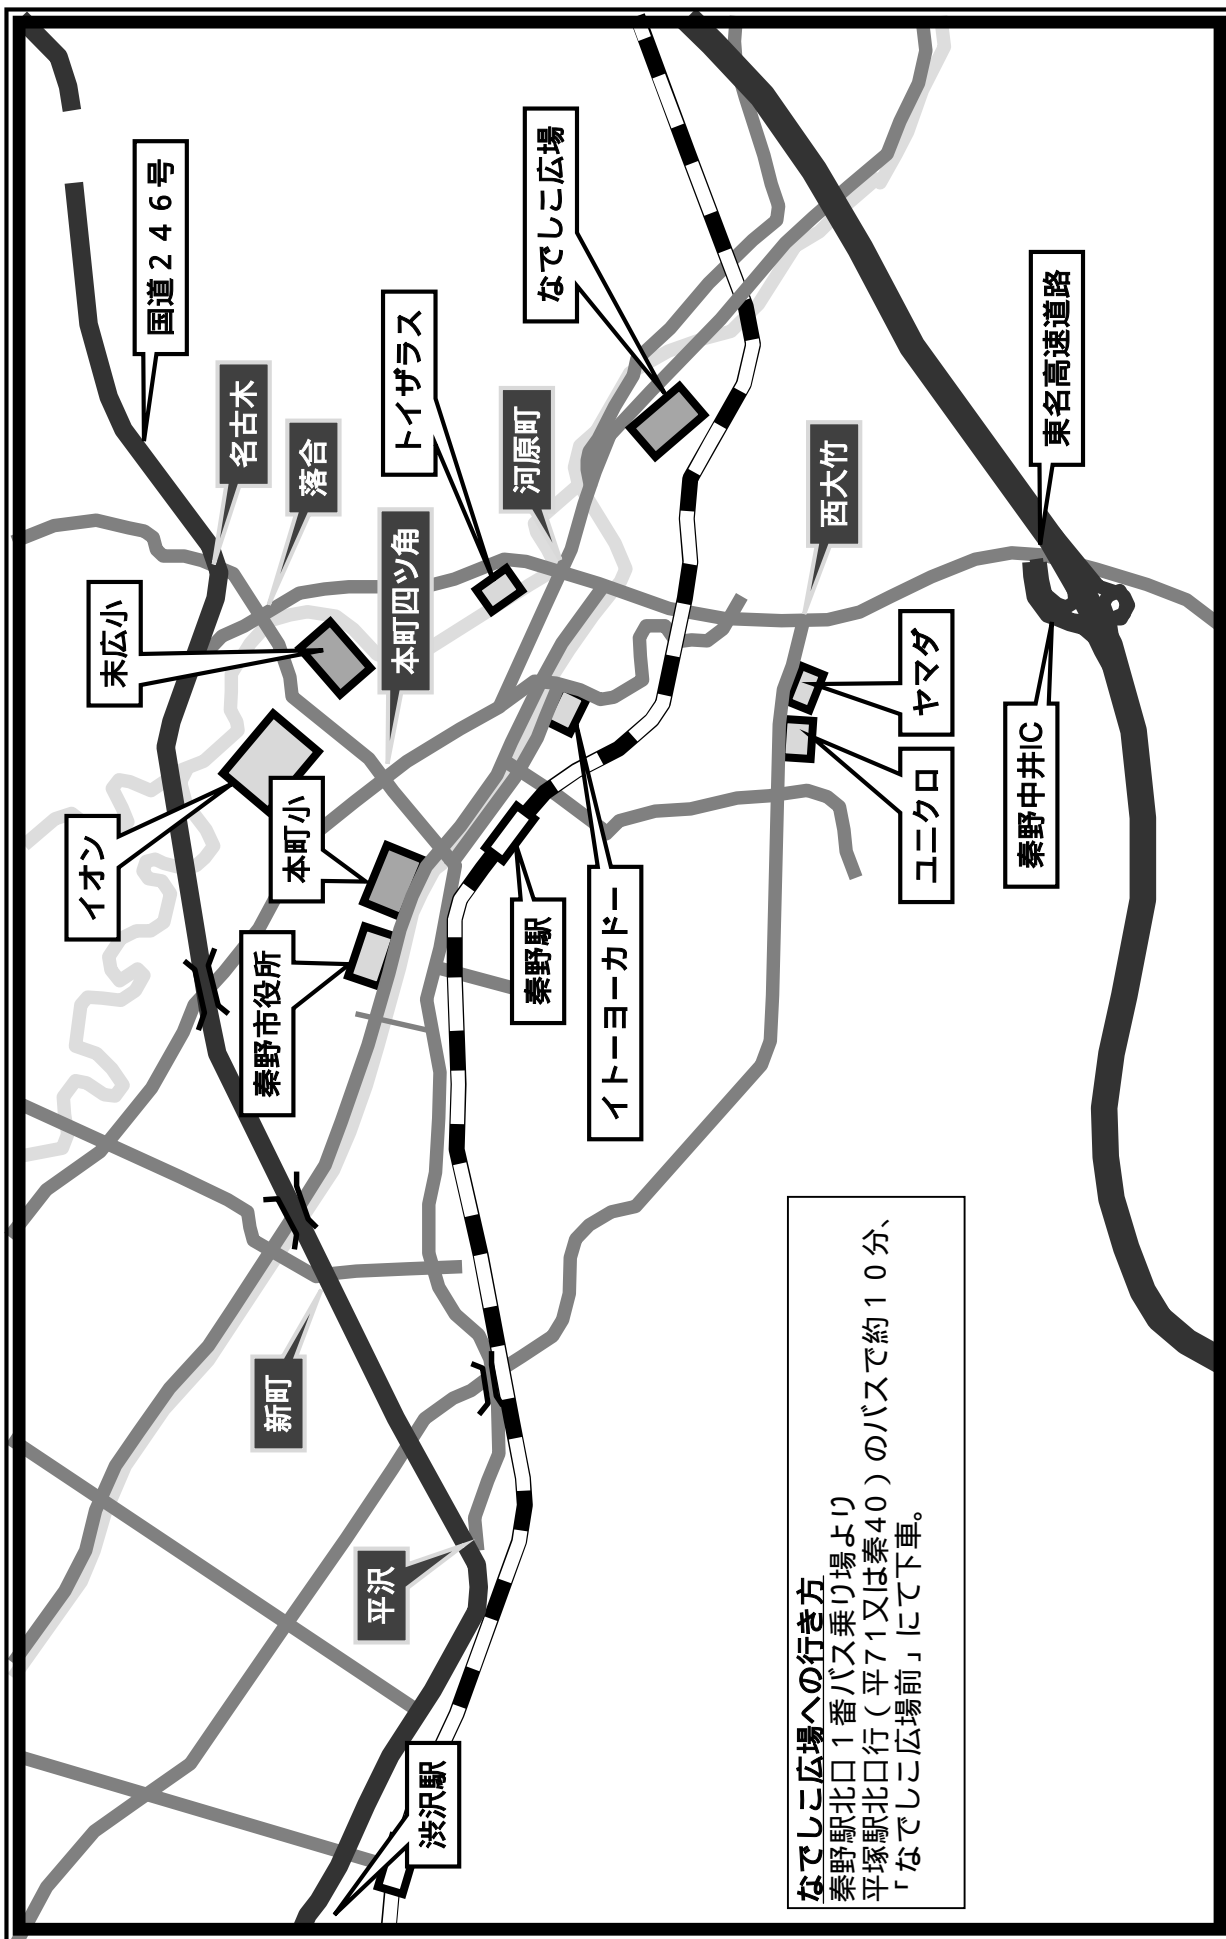 国道２４６号
名古木
落合
末広小
イオン
本町小
秦野市役所
トイザラス
本町四ツ角
なでしこ広場
河原町
西大竹
東名高速道路
ヤマダ
ユニクロ
秦野中井IC
秦野駅
イトーヨーカドー
新町
平沢
渋沢駅
なでしこ広場への行き方
秦野駅北口１番バス乗り場より
平塚駅北口行（平71又は秦40）のバスで約１０分、
「なでしこ広場前」にて下車。